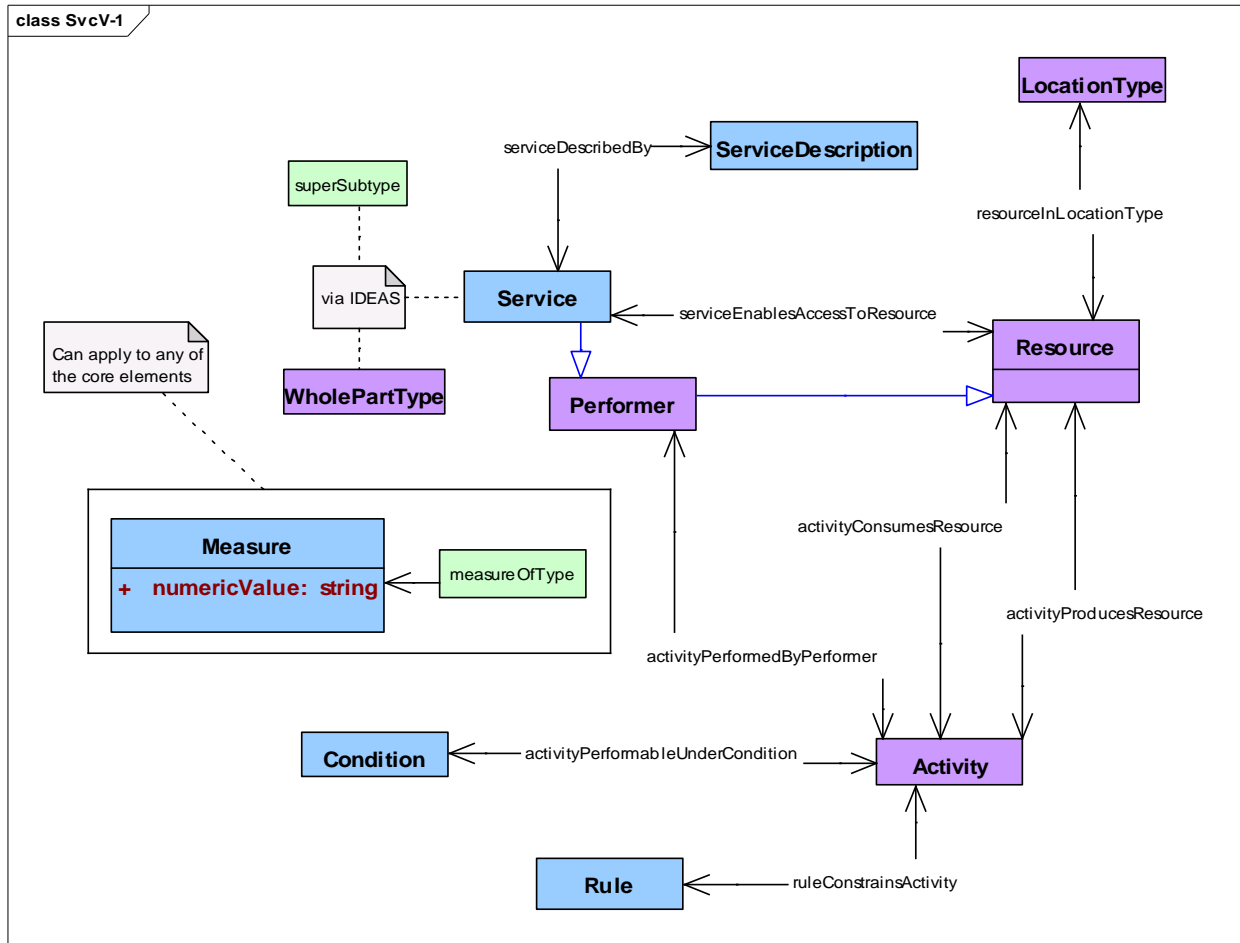 class SvcV-1
LocationType
serviceDescribedBy
ServiceDescription
superSubtype
resourceInLocationType
via IDEAS
Service
serviceEnablesAccessToResource
Resource
Can apply to any of
the core elements
WholePartType
Performer
activityConsumesResource
Measure
measureOfType
+ numericValue: string
activityProducesResource
activityPerformedByPerformer
Condition
activityPerformableUnderCondition
Activity
Rule
ruleConstrainsActivity